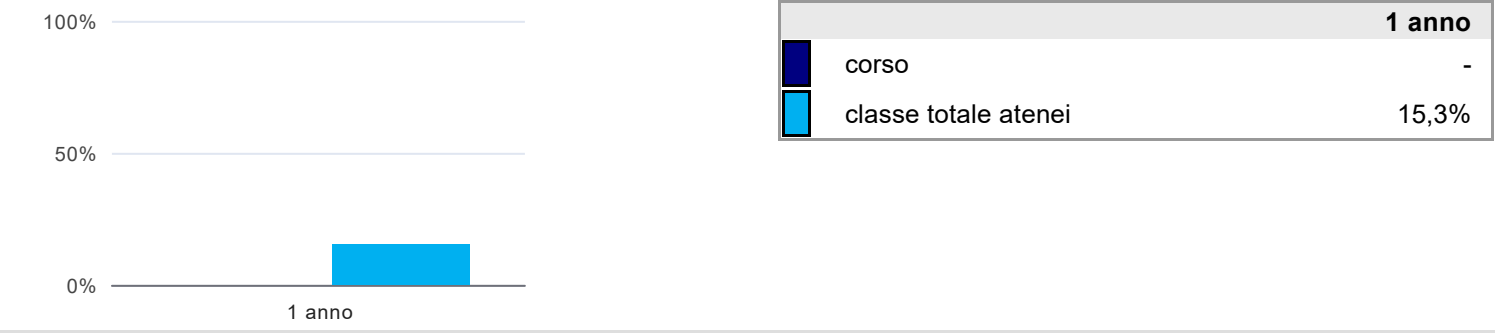 100%
50%
0%
1 anno
1 anno
corso -
classe totale atenei 15,3%